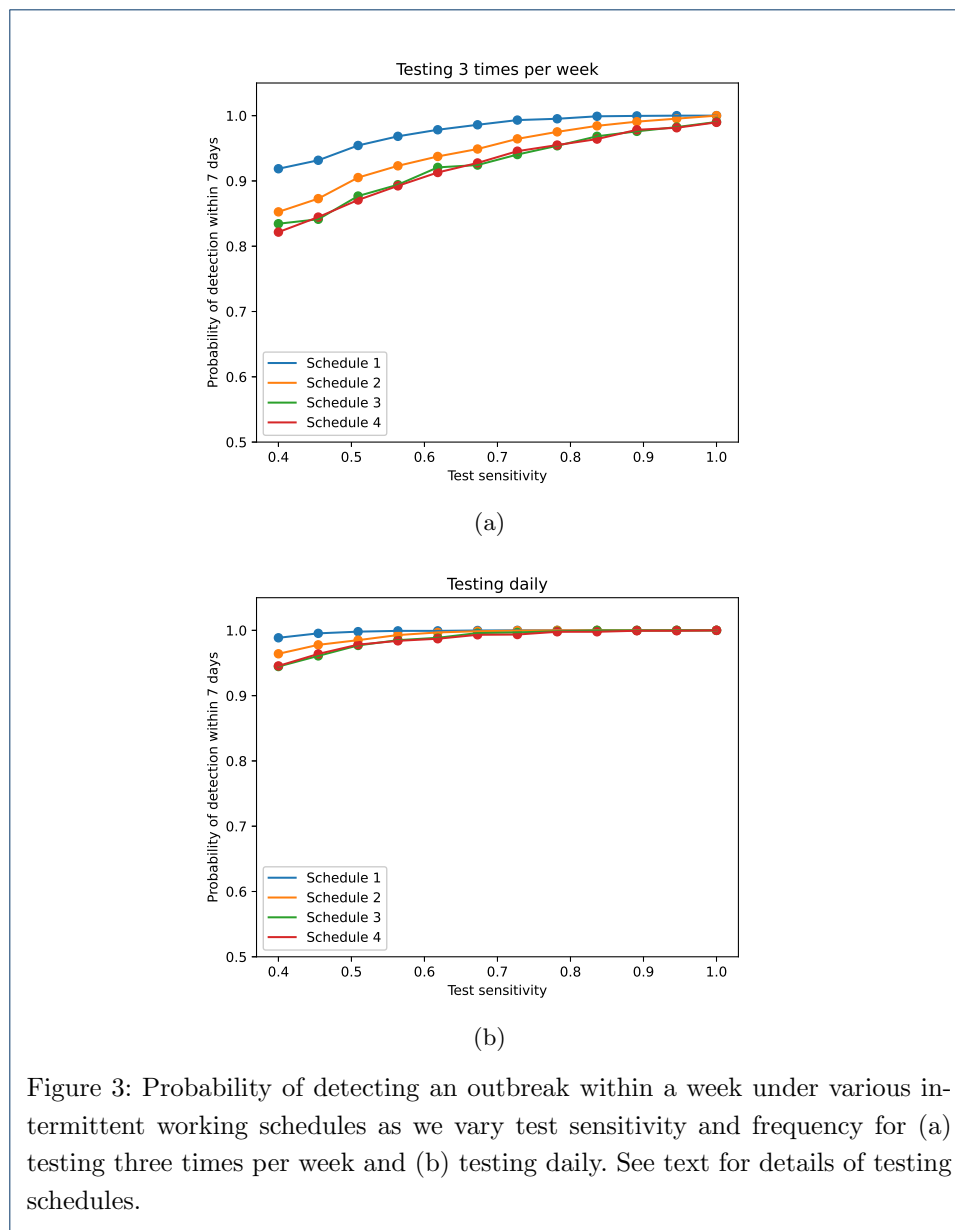 Testing 3 times per week
Probability of detection within 7 days
1.0
0.9
0.8
0.7
0.6
0.5
Schedule 1
Schedule 2
Schedule 3
Schedule 4
0.4 0.5 0.6 0.7 0.8 0.9 1.0
Test sensitivity
(a)
Testing daily
Probability of detection within 7 days
1.0
0.9
0.8
0.7
0.6
0.5
Schedule 1
Schedule 2
Schedule 3
Schedule 4
0.4 0.5 0.6 0.7 0.8 0.9 1.0
Test sensitivity
(b)
Figure 3: Probability of detecting an outbreak within a week under various in-
termittent working schedules as we vary test sensitivity and frequency for (a)
testing three times per week and (b) testing daily. See text for details of testing
schedules.